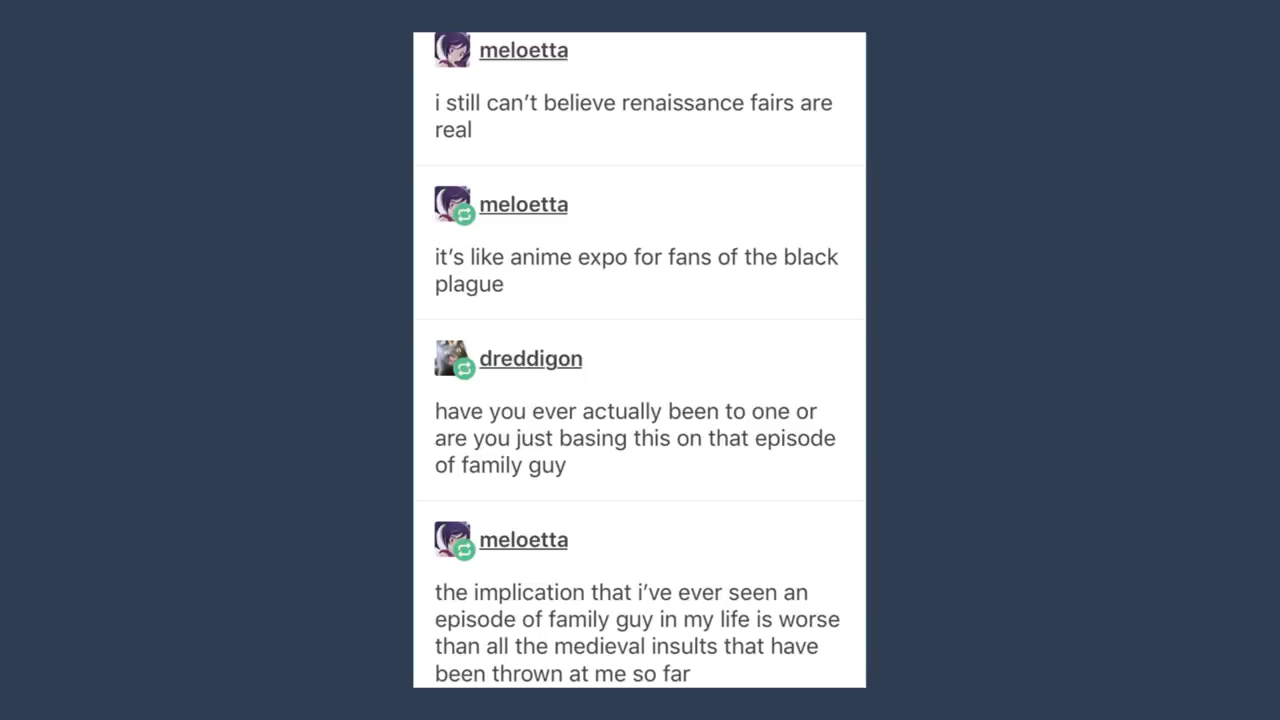 meloetta
i still can’t believe renaissance fairs are
real
meloetta
it’s like anime expo for fans of the black
plague
dreddigon
have you ever actually been to one or
are you just basing this on that episode
of family guy
meloetta
the implication that i’ve ever seen an
episode of family guy in my life is worse
than all the medieval insults that have
been thrown at me so far